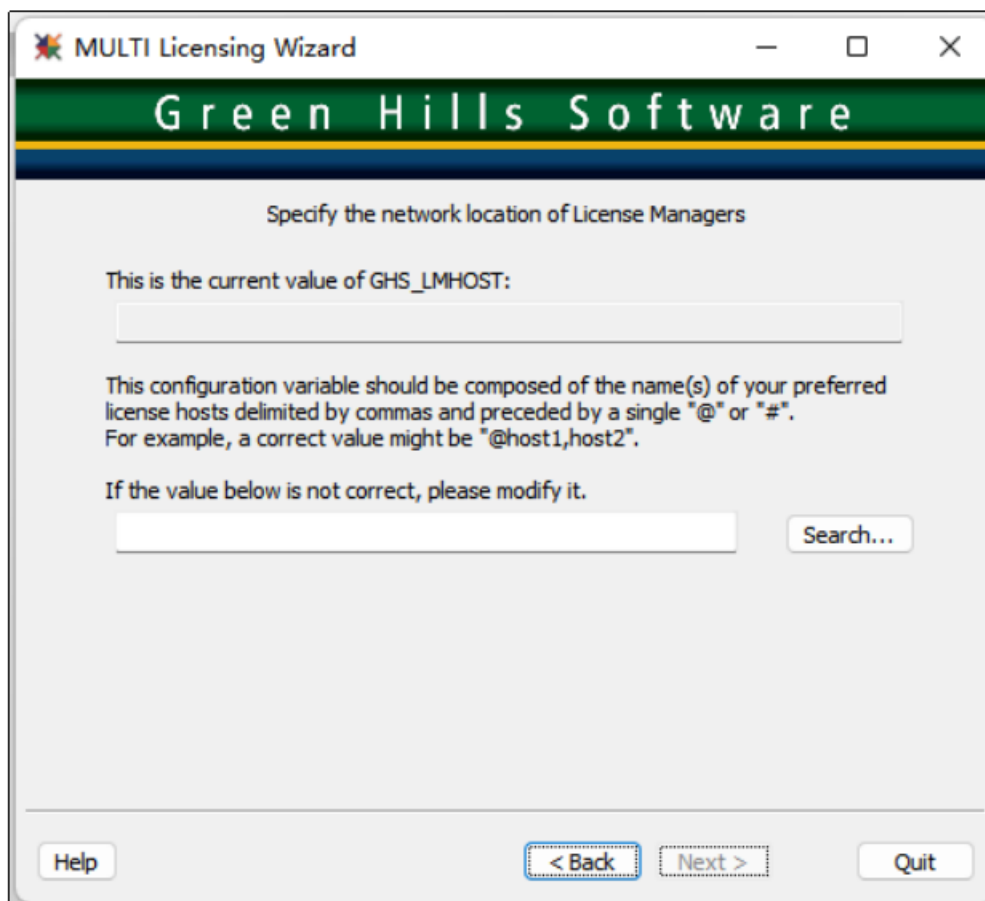 MULTI Licensing Wizard
Green Hills Software
Specify the network location of License Managers
This is the current value of GHS_LMHOST:
This configuration variable should be composed of the name(s) of your preferred
license hosts delimited by commas and preceded by a single "@" or "#".
For example, a correct value might be "@host1,host2".
If the value below is not correct, please modify it.
Search...
Help
< Back
Next >
Quit